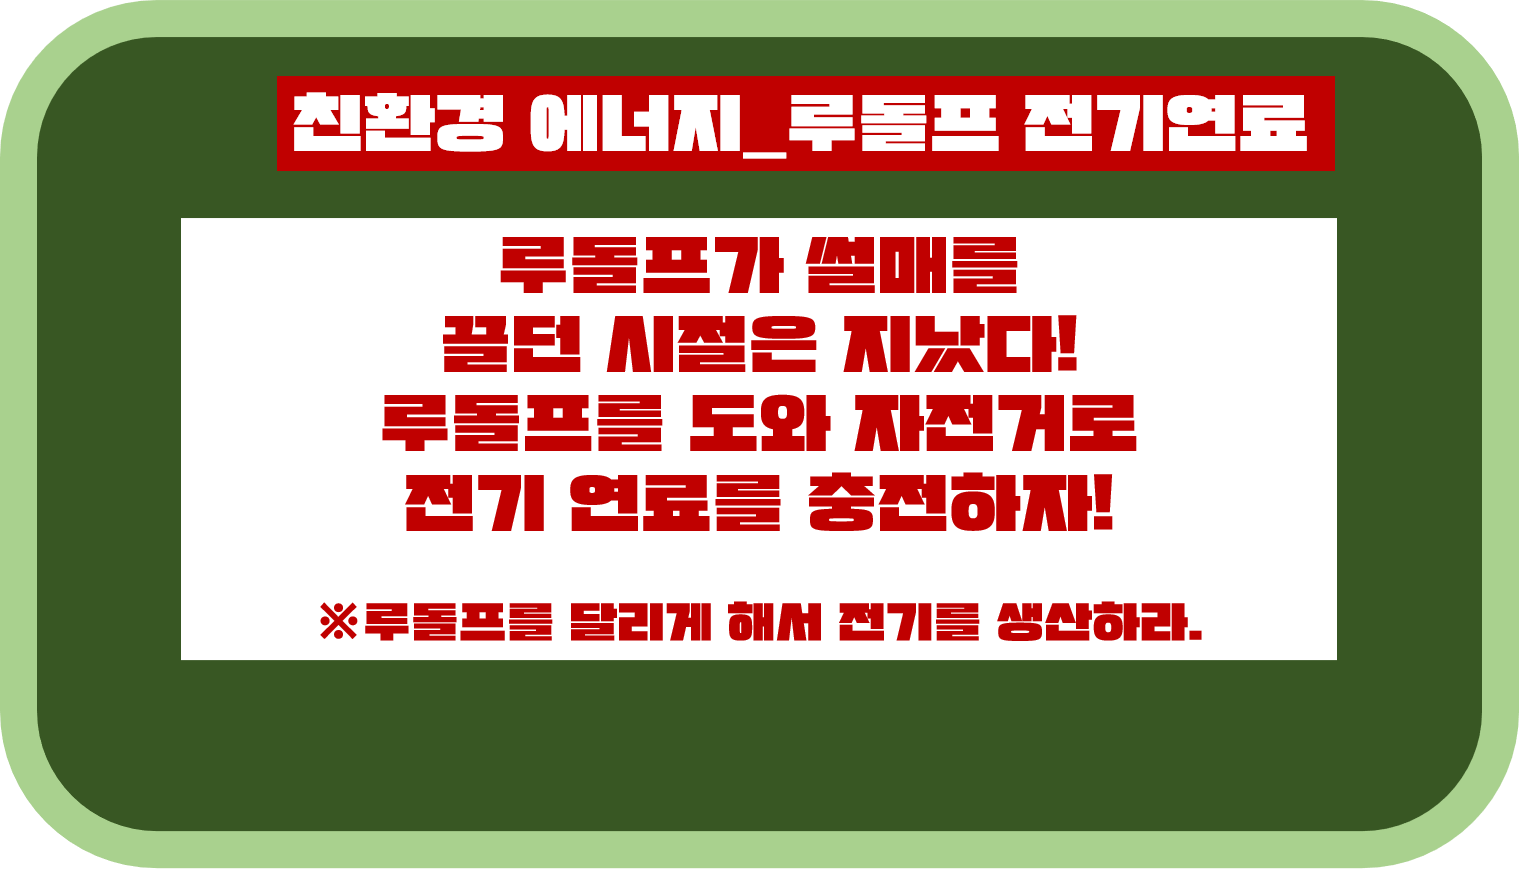 친환경 에너지_루돌프 전기연료
루돌프가 썰매를
끌던 시절은 지났다!
루돌프를 도와 자전거로
전기 연료를 충전하자!
※루돌프를 달리게 해서 전기를 생산하라.